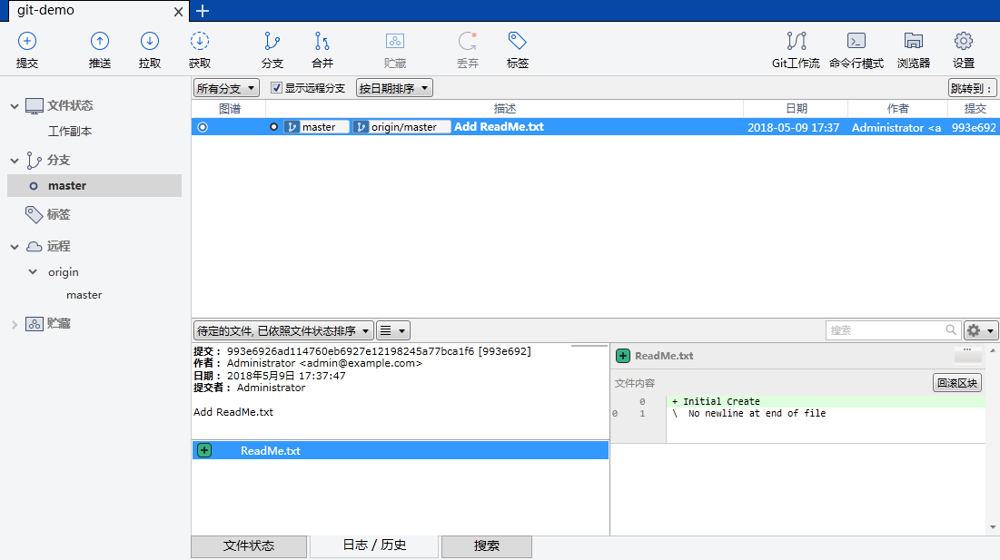 git-demo
提交 推送 拉取 获取 分支 合并 贮藏 丢弃 标签 Git工作流 命令行模式 浏览器 设置
文件状态
工作副本
分支
master
标签
远程
origin
master
贮藏
所有分支 显示远程分支 按日期排序 跳转到：
图谱 描述 日期 作者 提交
master origin/master Add ReadMe.txt 2018-05-09 17:37 Administrator <a 993e692
待定的文件, 已依照文件状态排序 搜索
提交： 993e6926ad114760eb6927e12198245a77bca1f6 [993e692]
作者： Administrator <admin@example.com>
日期： 2018年5月9日 17:37:47
提交者： Administrator
Add ReadMe.txt
ReadMe.txt
ReadMe.txt
文件内容 回滚区块
0 + Initial Create
0 1 \ No newline at end of file
文件状态 日志 / 历史 搜索